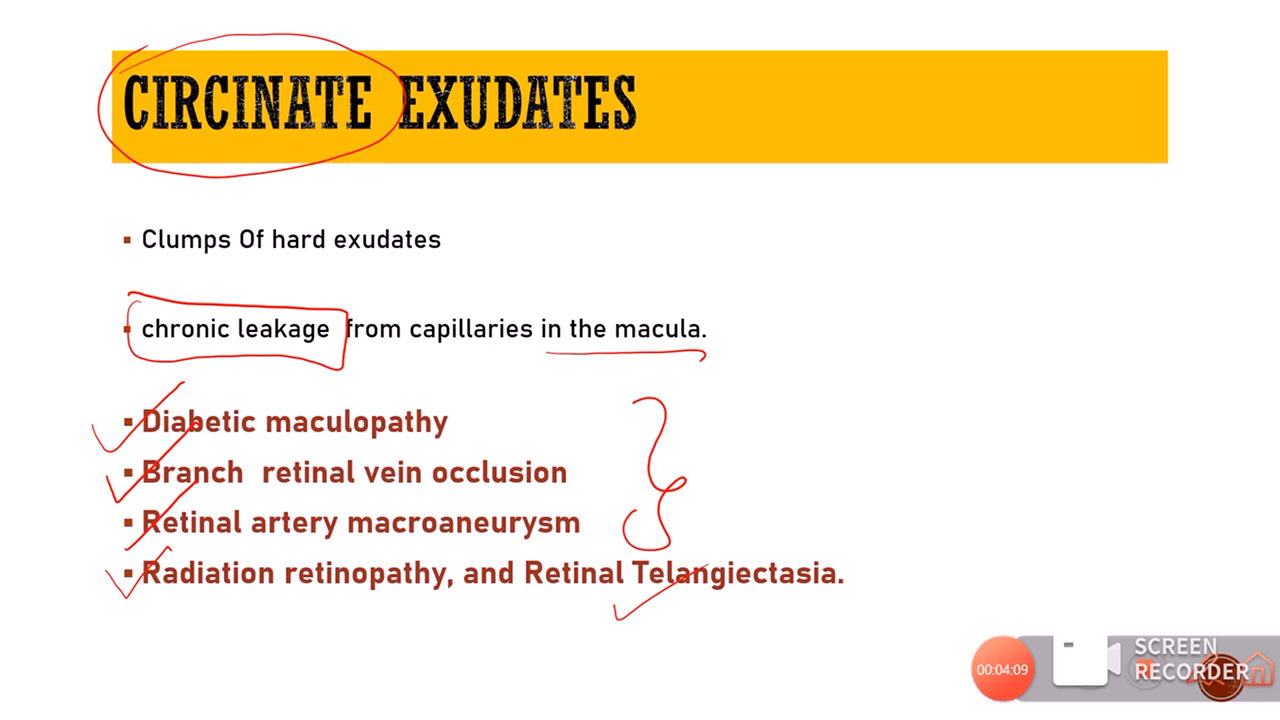 CIRCINATE EXUDATES
Clumps Of hard exudates
chronic leakage from capillaries in the macula.
Diabetic maculopathy
Branch retinal vein occlusion
Retinal artery macroaneurysm
Radiation retinopathy, and Retinal Telangiectasia.
00:04:09
SCREEN
RECORDER